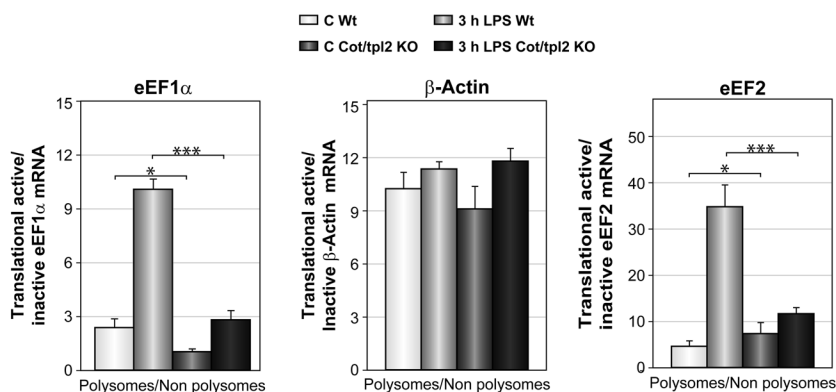 C Wt
3 h LPS Wt
C Cot/tpl2 KO
3 h LPS Cot/tpl2 KO
eEF1α
Translational active/
inactive eEF1α mRNA
15
12
9
6
3
0
*
***
Polysomes/Non polysomes
β-Actin
Translational active/
Inactive β-Actin mRNA
15
12
9
6
3
0
Polysomes/Non polysomes
eEF2
Translational active/
inactive eEF2 mRNA
50
40
30
20
10
0
*
***
Polysomes/Non polysomes